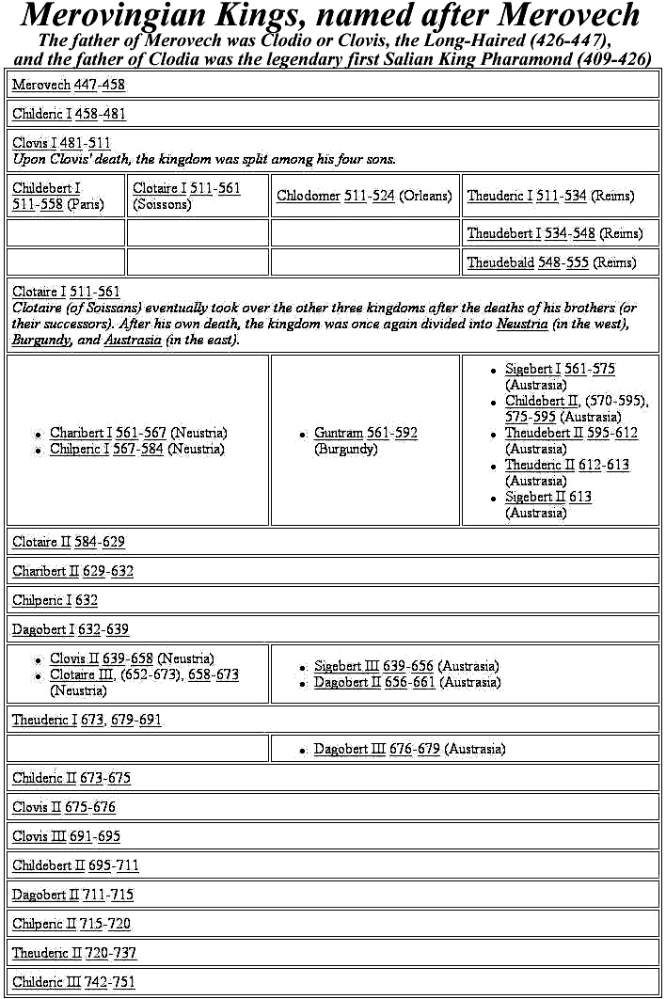 Merovingian Kings, named after Merovech
The father of Merovech was Clodio or Clovis, the Long-Haired (426-447),
and the father of Clodia was the legendary first Salian King Pharamond (409-426)
Merovech 447-458
Childeric I 458-481
Clovis I 481-511
Upon Clovis' death, the kingdom was split among his four sons.
Childebert I
511-558 (Paris)
Clotaire I 511-561
(Soissons)
Chlodomer 511-524 (Orleans)
Theuderic I 511-534 (Reims)
Theudebert I 534-548 (Reims)
Theudebald 548-555 (Reims)
Clotaire I 511-561
Clotaire (of Soissans) eventually took over the other three kingdoms after the deaths of his brothers (or
their successors). After his own death, the kingdom was once again divided into Neustria (in the west),
Burgundy, and Austrasia (in the east).
• Charibert I 561-567 (Neustria)
• Chilperic I 567-584 (Neustria)
• Guntram 561-592
(Burgundy)
• Sigebert I 561-575
(Austrasia)
• Childebert II, (570-595),
575-595 (Austrasia)
• Theudebert II 595-612
(Austrasia)
• Theuderic II 612-613
(Austrasia)
• Sigebert II 613
(Austrasia)
Clotaire II 584-629
Charibert II 629-632
Chilperic I 632
Dagobert I 632-639
• Clovis II 639-658 (Neustria)
• Clotaire III, (652-673), 658-673
(Neustria)
• Sigebert III 639-656 (Austrasia)
• Dagobert II 656-661 (Austrasia)
Theuderic I 673, 679-691
• Dagobert III 676-679 (Austrasia)
Childeric II 673-675
Clovis II 675-676
Clovis III 691-695
Childebert II 695-711
Dagobert II 711-715
Chilperic II 715-720
Theuderic II 720-737
Childeric III 742-751